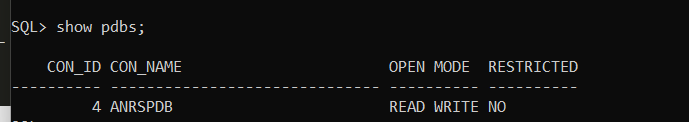 SQL> show pdbs;
CON_ID CON_NAME OPEN MODE RESTRICTED
---------- ------------------------------ ---------- ----------
4 ANRSPDB READ WRITE NO